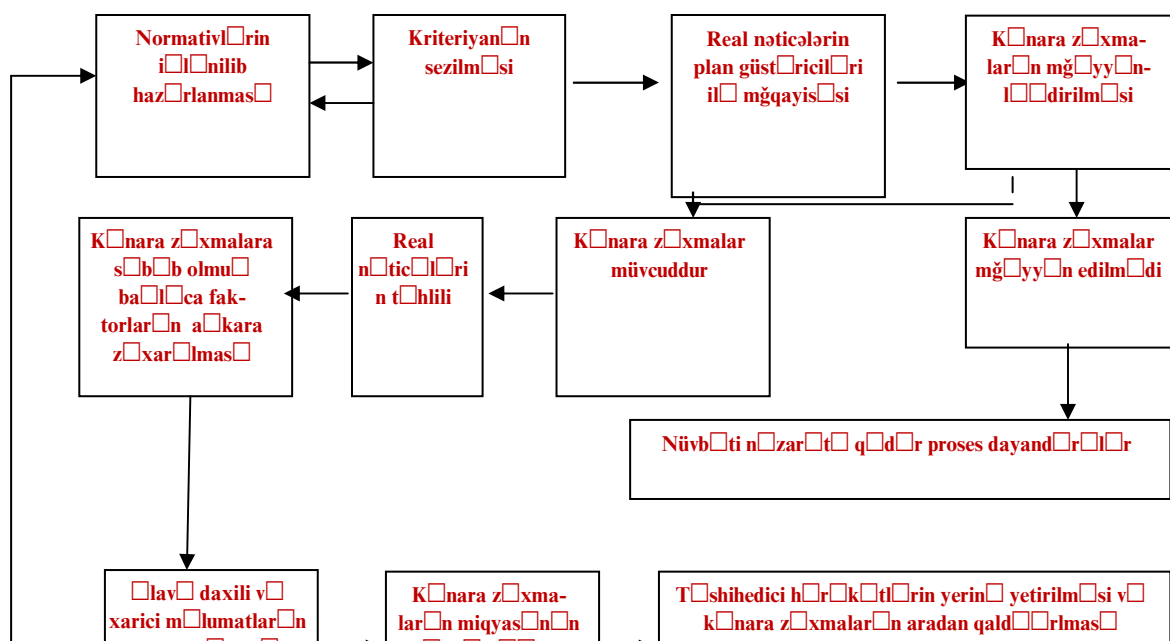 Normativl□rin
i□l□nilib
haz□rlanmas□
Kriteriyan□n
sezilm□si
Real nəticələrin
plan güst□ricil□ri
il□ mğqayis□si
K□nara z□xma-
lar□n mğ□yy□n-
l□□dirilm□si
K□nara z□xmalara
s□b□b olmu□
ba□l□ca fak-
torlar□n a□kara
z□xar□lmas□
Real
n□tic□l□ri
n t□hlili
K□nara z□xmalar
müvcuddur
K□nara z□xmalar
mğ□yy□n edilm□di
Nüvb□ti n□zar□t□ q□d□r proses dayand□r□l□r
□lav□ daxili v□
xarici m□lumatlar□n
K□nara z□xma-
lar□n miqyas□n□n
T□shihedici h□r□k□tl□rin yerin□ yetirilm□si v□
k□nara z□xmalar□n aradan qald□□rlmas□